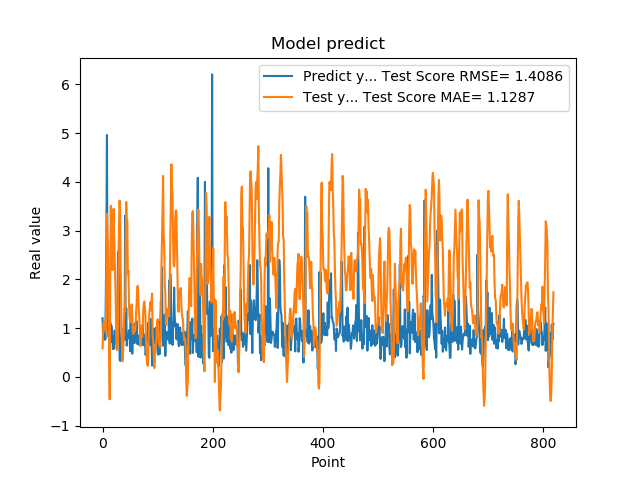 Model predict
Predict y... Test Score RMSE= 1.4086
Test y... Test Score MAE= 1.1287
Real value
6
5
4
3
2
1
0
−1
0 200 400 600 800
Point